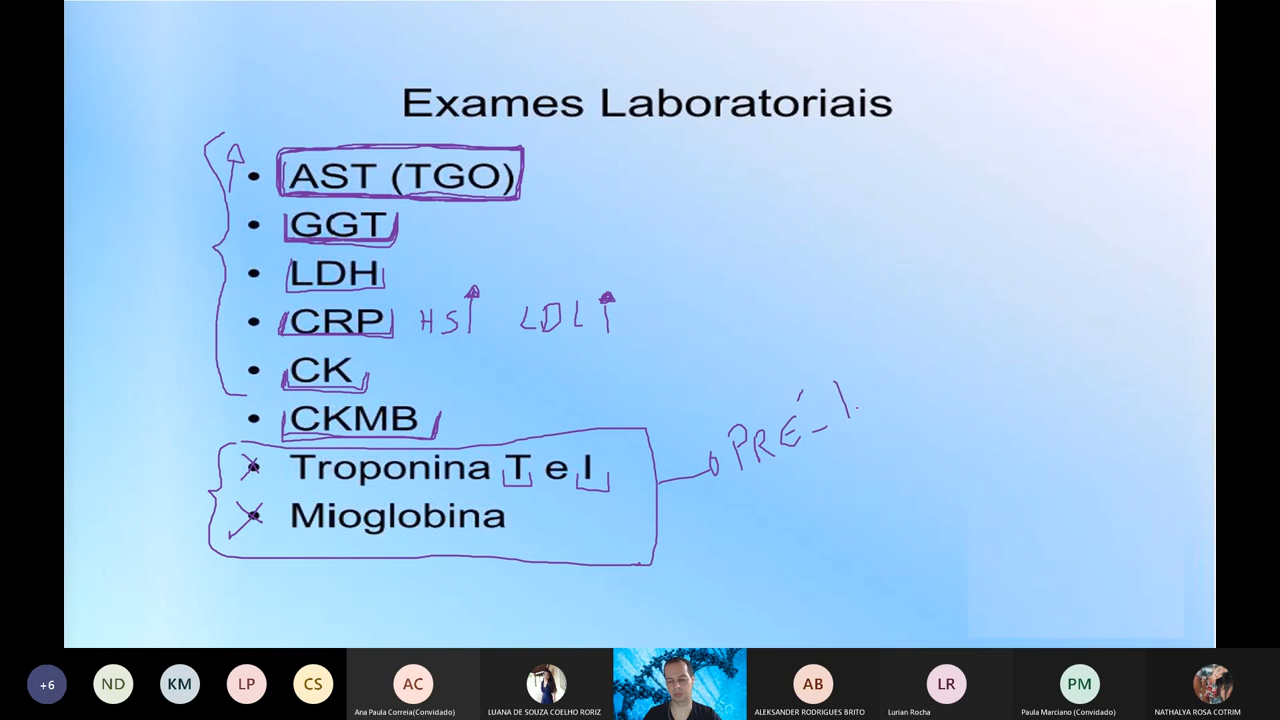 Exames Laboratoriais
• AST (TGO)
• GGT
• LDH
• CRP HS LDL
• CK
• CKMB
• Troponina T e I
• Mioglobina
PRÉ-
+6
ND
KM
LP
CS
AC
Ana Paula Correia(Convidado)
LUANA DE SOUZA COELHO RORIZ
AB
ALEKSANDER RODRIGUES BRITO
LR
Lurian Rocha
PM
Paula Marciano (Convidado)
NATHALYA ROSA COTRIM